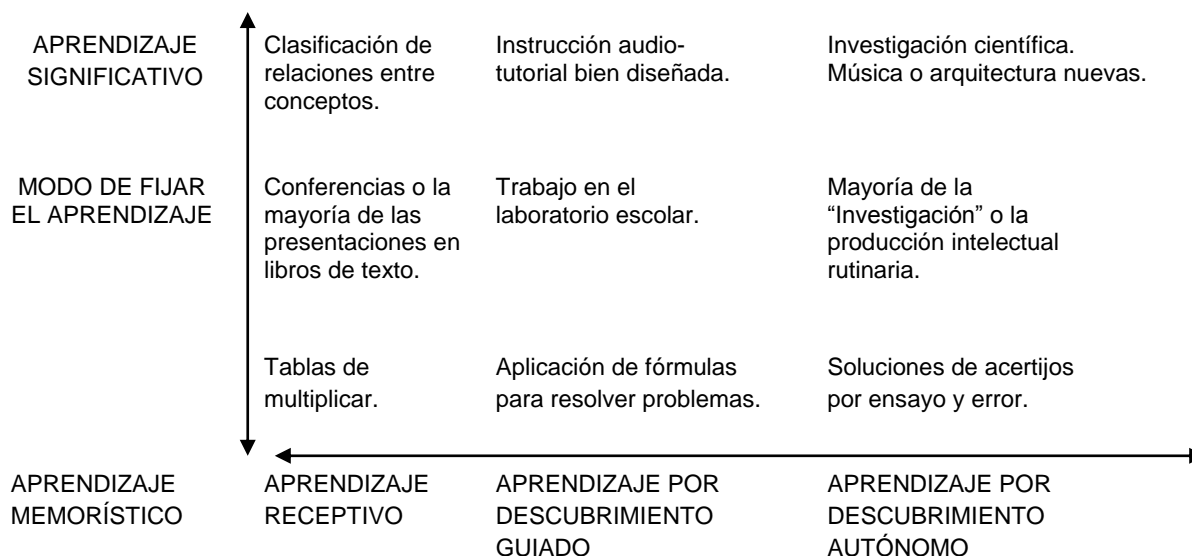 APRENDIZAJE
SIGNIFICATIVO
Clasificación de
relaciones entre
conceptos.
Instrucción audio-
tutorial bien diseñada.
Investigación científica.
Música o arquitectura nuevas.
MODO DE FIJAR
EL APRENDIZAJE
Conferencias o la
mayoría de las
presentaciones en
libros de texto.
Trabajo en el
laboratorio escolar.
Mayoría de la
“Investigación” o la
producción intelectual
rutinaria.
Tablas de
multiplicar.
Aplicación de fórmulas
para resolver problemas.
Soluciones de acertijos
por ensayo y error.
APRENDIZAJE
MEMORÍSTICO
APRENDIZAJE
RECEPTIVO
APRENDIZAJE POR
DESCUBRIMIENTO
GUIADO
APRENDIZAJE POR
DESCUBRIMIENTO
AUTÓNOMO